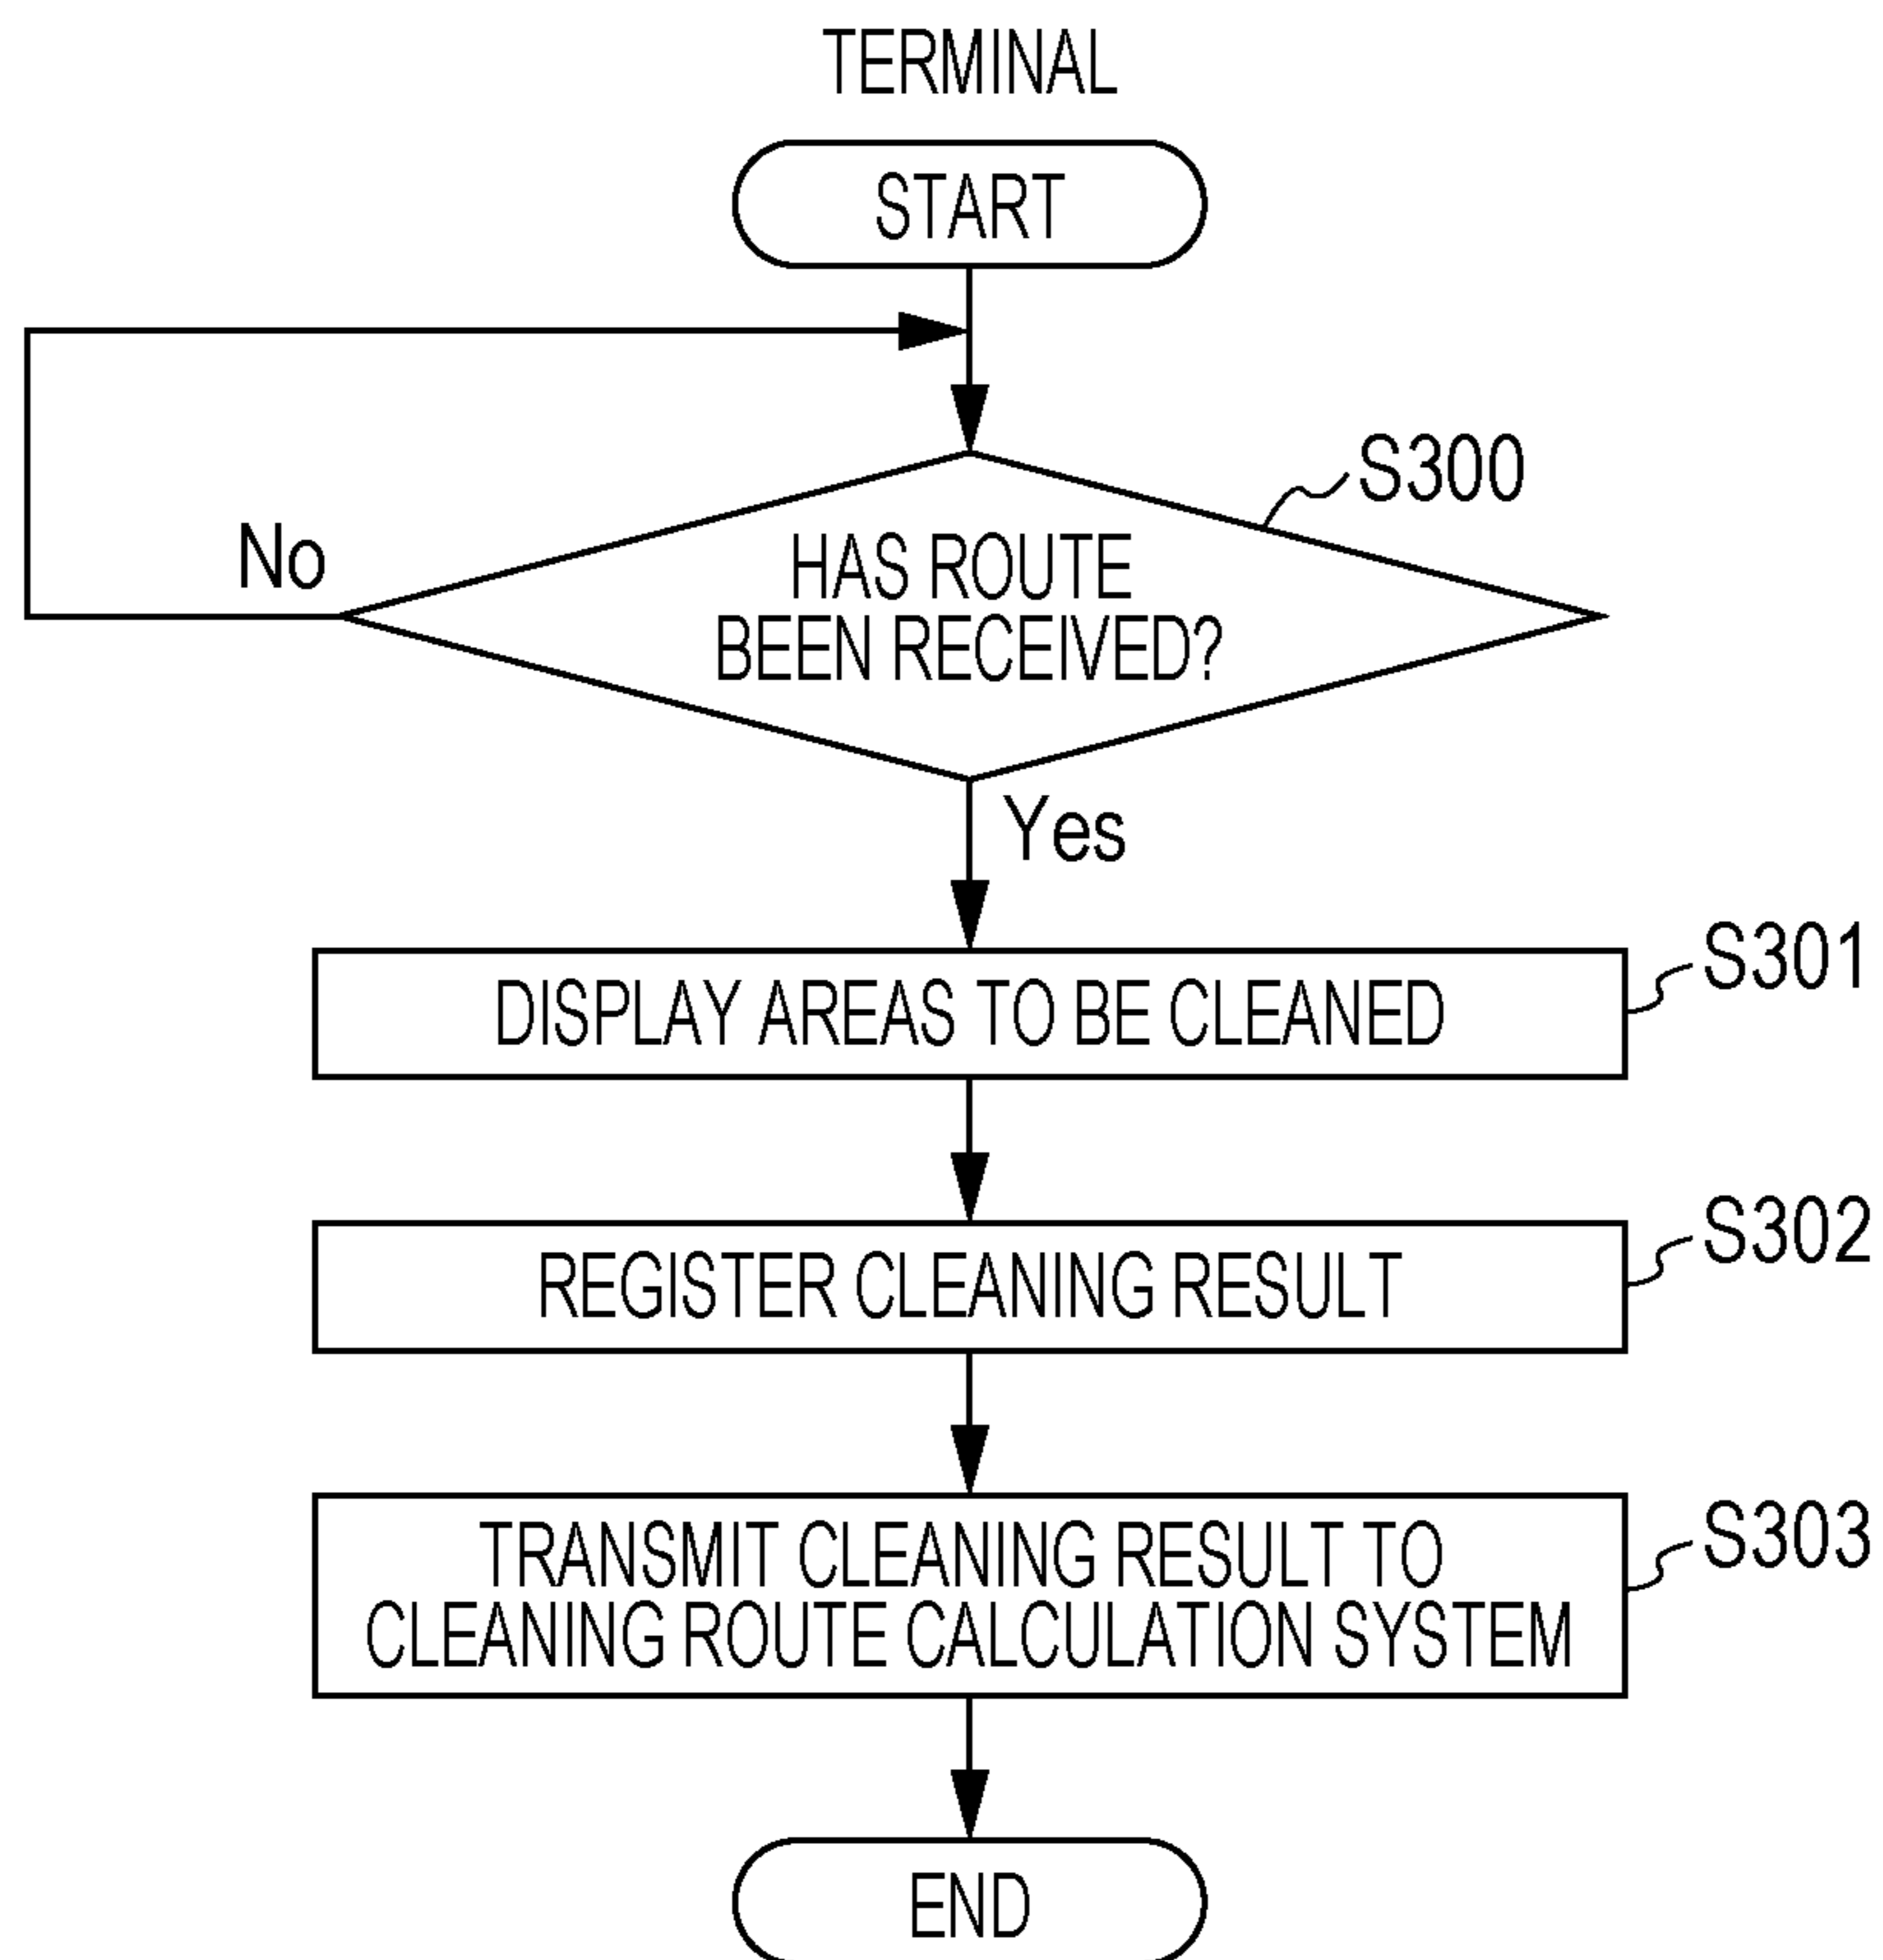 TERMINAL
START
S300
HAS ROUTE
BEEN RECEIVED?
No
Yes
S301
DISPLAY AREAS TO BE CLEANED
S302
REGISTER CLEANING RESULT
S303
TRANSMIT CLEANING RESULT TO
CLEANING ROUTE CALCULATION SYSTEM
END